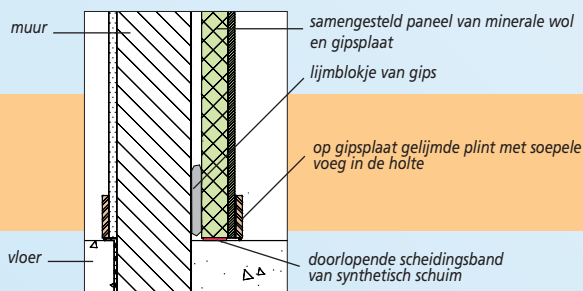 muur
samengesteld paneel van minerale wol
en gipsplaat
lijmblokje van gips
op gipsplaat gelijmde plint met soepele
voeg in de holte
vloer
doorlopende scheidingsband
van synthetisch schuim